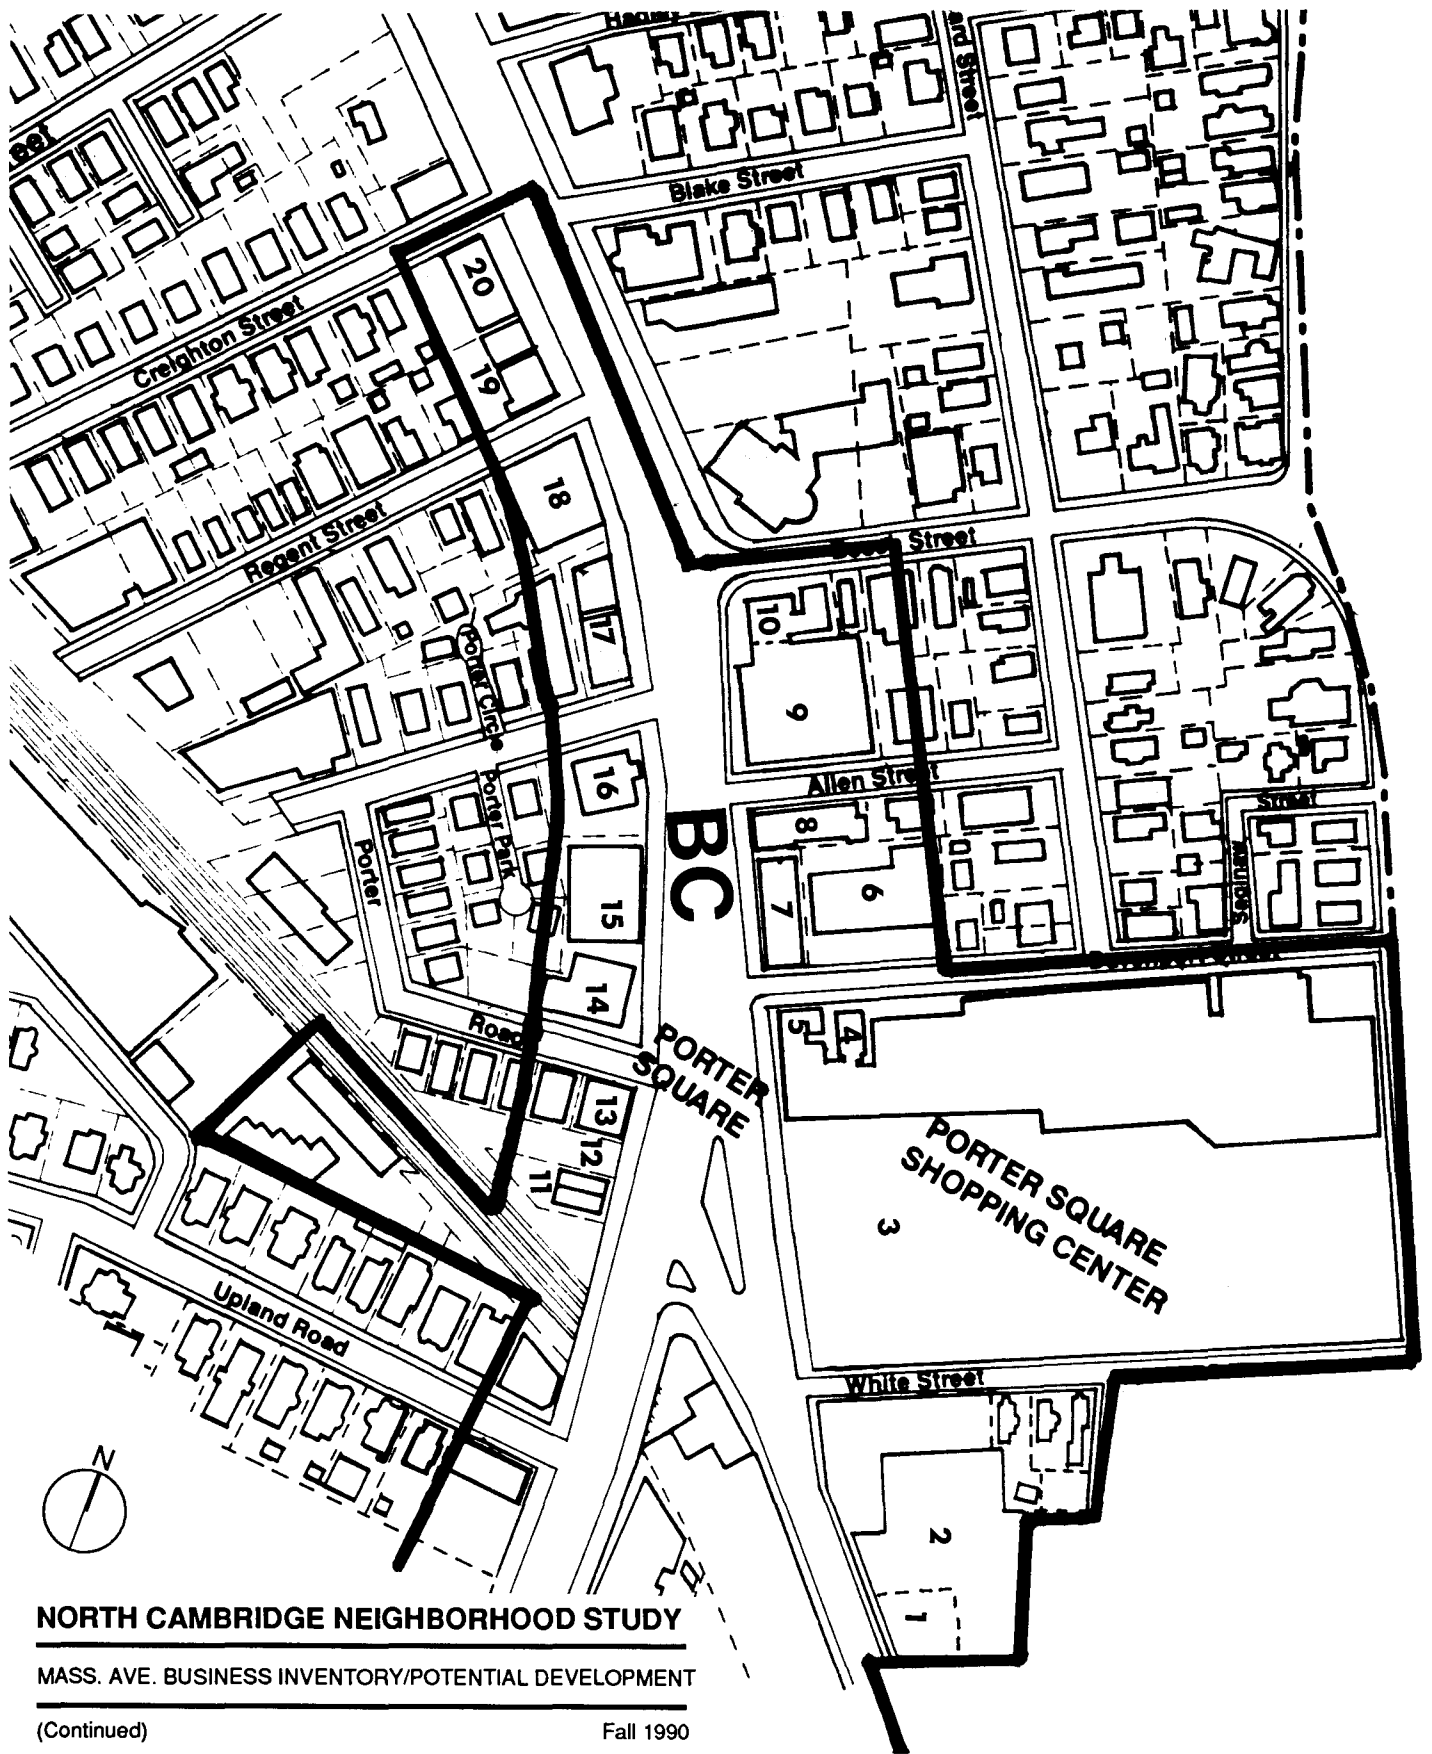 Blake Street
Creighton Street
Regent Street
Street
Porter Circle
Porter Park
Porter
Road
Allen Street
Street
BC
PORTER
SQUARE
PORTER SQUARE
SHOPPING CENTER
White Street
Upland Road
20
19
18
17
16
15
14
13
12
11
10
9
8
7
6
5
4
3
2
1
N
NORTH CAMBRIDGE NEIGHBORHOOD STUDY
MASS. AVE. BUSINESS INVENTORY/POTENTIAL DEVELOPMENT
(Continued)
Fall 1990